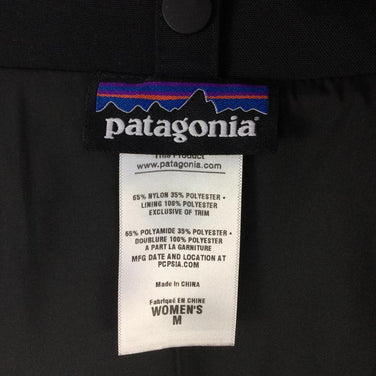 patagonia®
This Product
www.patagonia.com
65% NYLON 35% POLYESTER •
LINING 100% POLYESTER
EXCLUSIVE OF TRIM
65% POLYAMIDE 35% POLYESTER •
DOUBLURE 100% POLYESTER
A PART LA GARNITURE
MFG DATE AND LOCATION AT
PCPSIA.COM
Made IN CHINA
Fabriqué EN CHINE
WOMEN'S
M